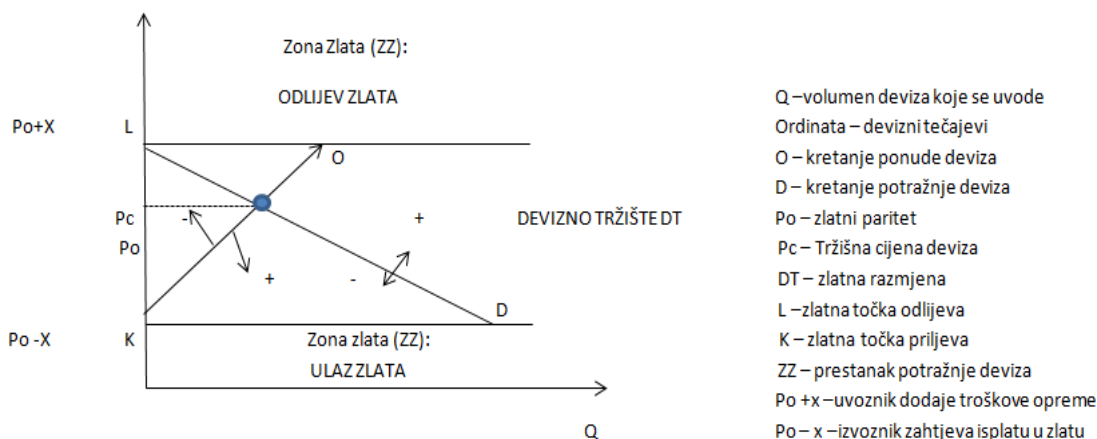 Zona Zlata (ZZ):
ODLIJEV ZLATA
Po+X L
O
Pc - + DEVIZNO TRŽIŠTE DT
Po
+ -
D
Po -X K Zona zlata (ZZ):
ULAZ ZLATA
Q
Q –volumen deviza koje se uvode
Ordinata – devizni tečajevi
O – kretanje ponude deviza
D – kretanje potražnje deviza
Po – zlatni paritet
Pc – Tržišna cijena deviza
DT – zlatna razmjena
L –zlatna točka odlijeva
K – zlatna točka priljeva
ZZ – prestanak potražnje deviza
Po +x –uvoznik dodaje troškove opreme
Po – x –izvoznik zahtjeva isplatu u zlatu